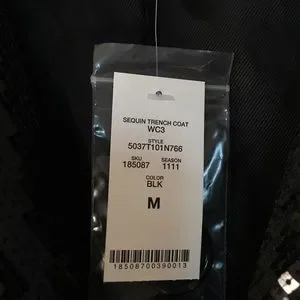 SEQUIN TRENCH COAT
WC3
STYLE
5037T101N766
SKU SEASON
185087 1111
COLOR
BLK
M
18508700390013